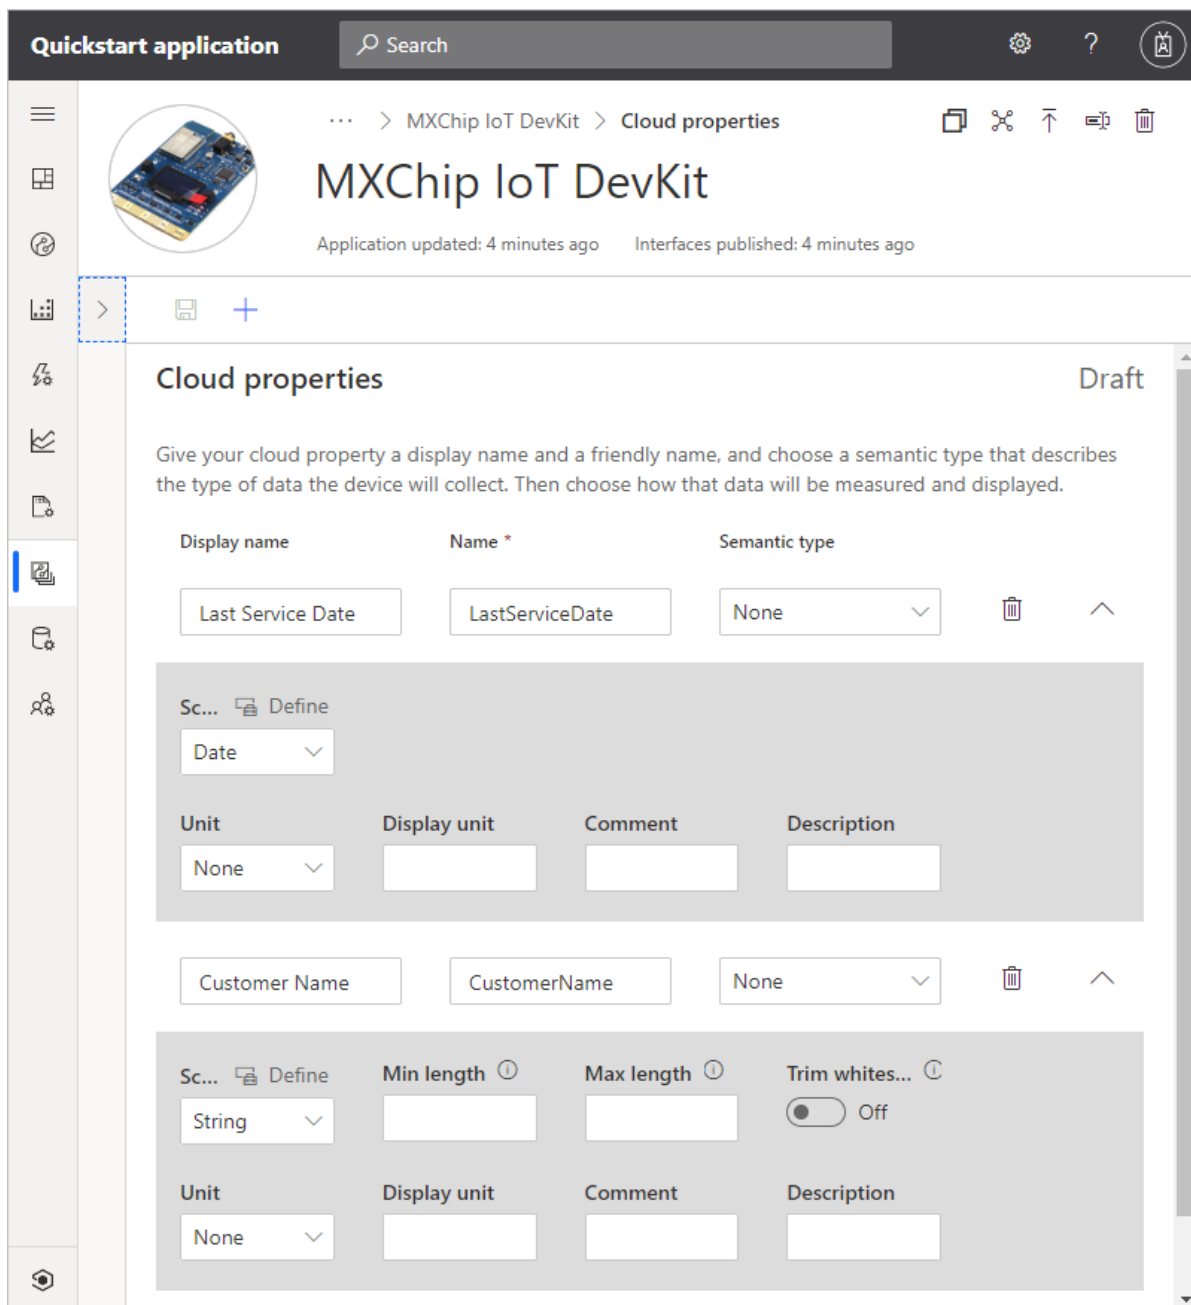 Quickstart application
Search
?
... > MXChip IoT DevKit > Cloud properties
MXChip IoT DevKit
Application updated: 4 minutes ago Interfaces published: 4 minutes ago
Cloud properties Draft
Give your cloud property a display name and a friendly name, and choose a semantic type that describes
the type of data the device will collect. Then choose how that data will be measured and displayed.
Display name Name * Semantic type
Last Service Date LastServiceDate None
Sc... Define
Date
Unit Display unit Comment Description
None
Customer Name CustomerName None
Sc... Define Min length Max length Trim whites...
String Off
Unit Display unit Comment Description
None